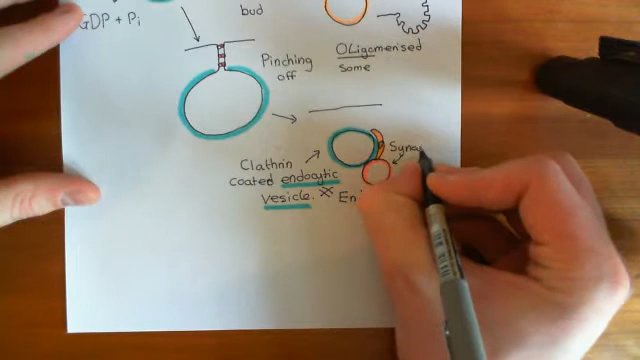 GDP + Pi
bud
OLigomerised
some
Pinching
off
Clathrin
coated endocytic
vesicle.